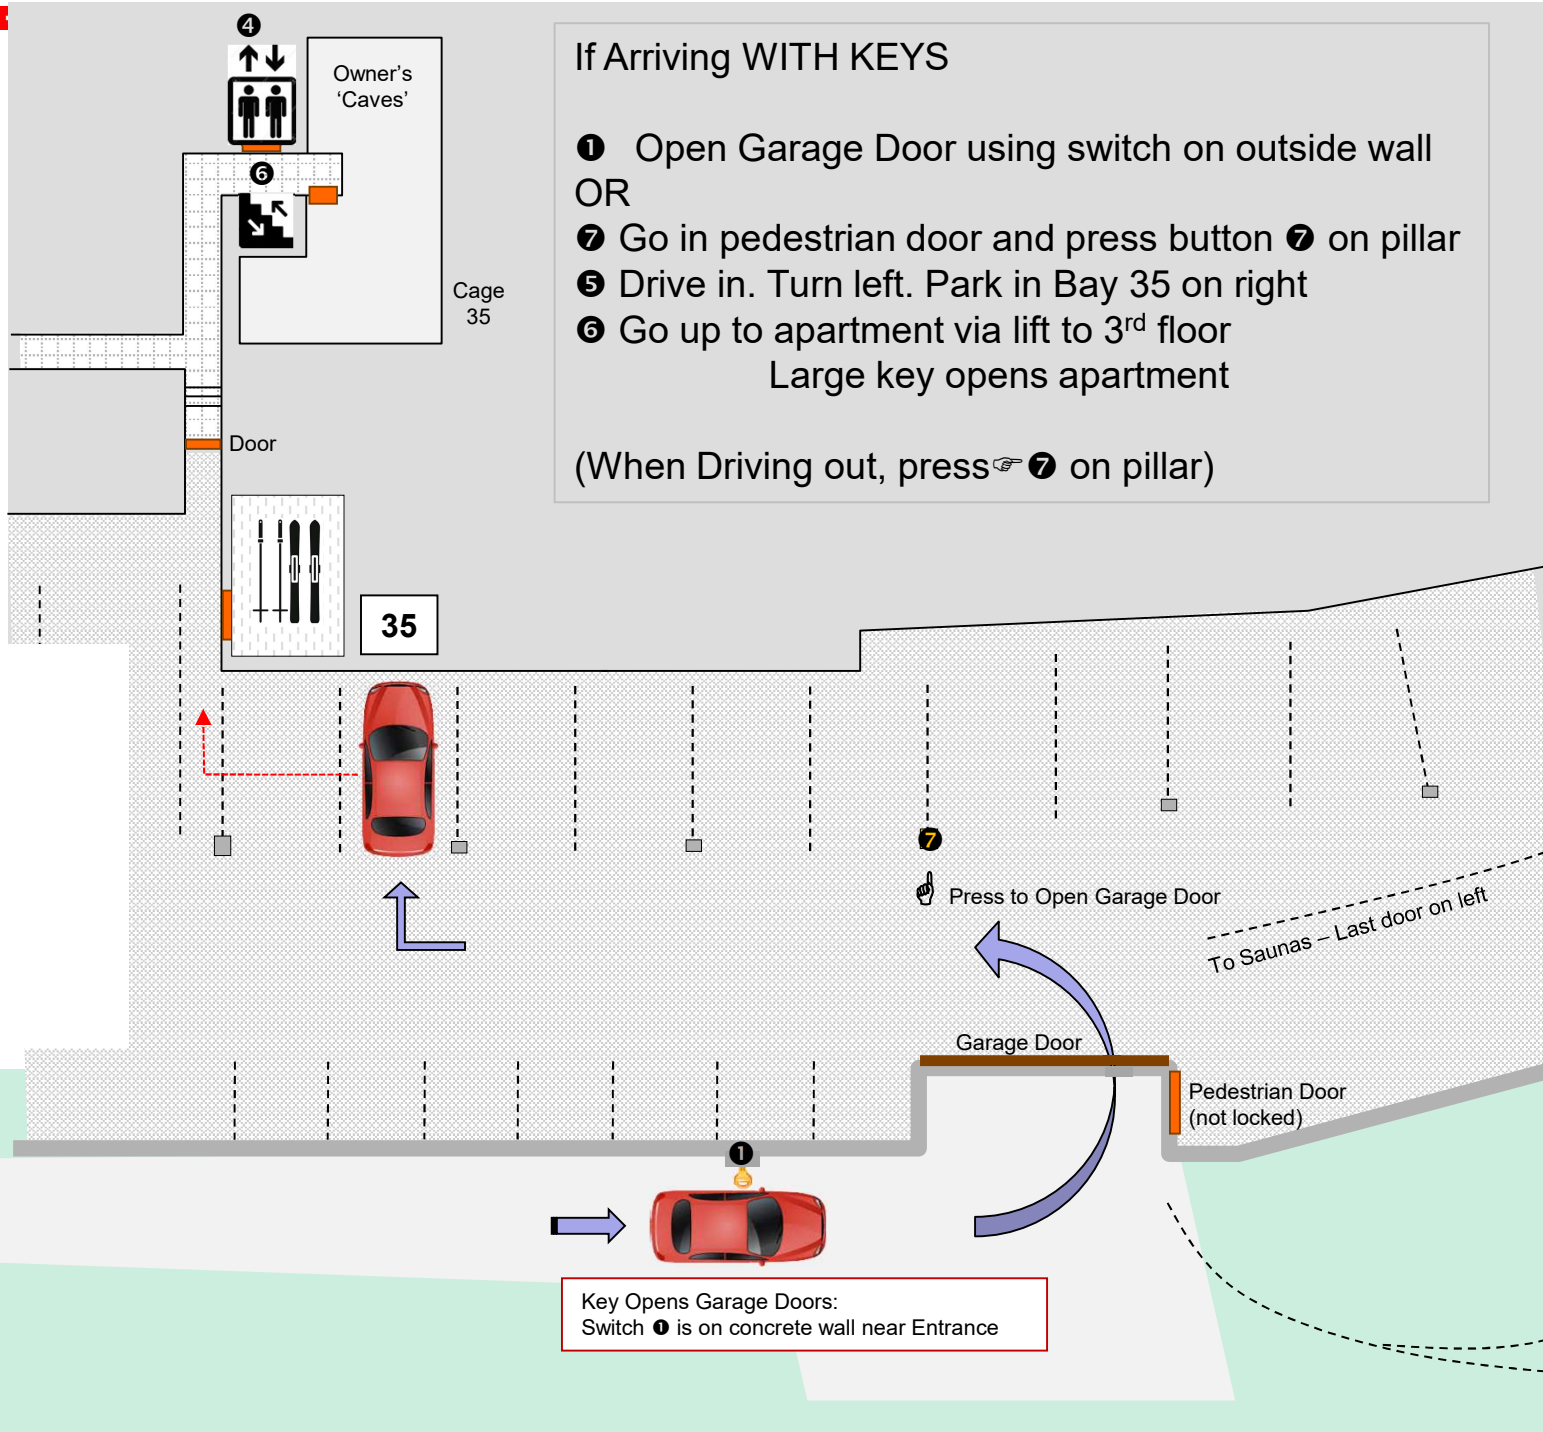 ❹
Owner's
'Caves'
❻
Cage
35
Door
35
If Arriving WITH KEYS
❶ Open Garage Door using switch on outside wall
OR
❼ Go in pedestrian door and press button ❼ on pillar
❺ Drive in. Turn left. Park in Bay 35 on right
❻ Go up to apartment via lift to 3rd floor
Large key opens apartment
(When Driving out, press☞❼ on pillar)
❼
Press to Open Garage Door
To Saunas – Last door on left
Garage Door
Pedestrian Door
(not locked)
❶
Key Opens Garage Doors:
Switch ❶ is on concrete wall near Entrance